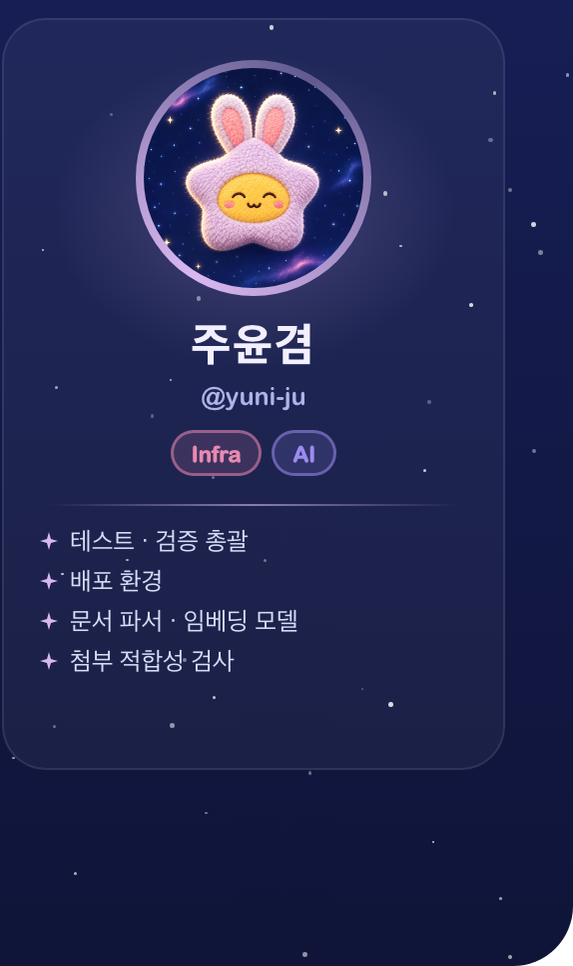 주윤겸
@yuni-ju
Infra AI
테스트 · 검증 총괄
배포 환경
문서 파서 · 임베딩 모델
첨부 적합성 검사